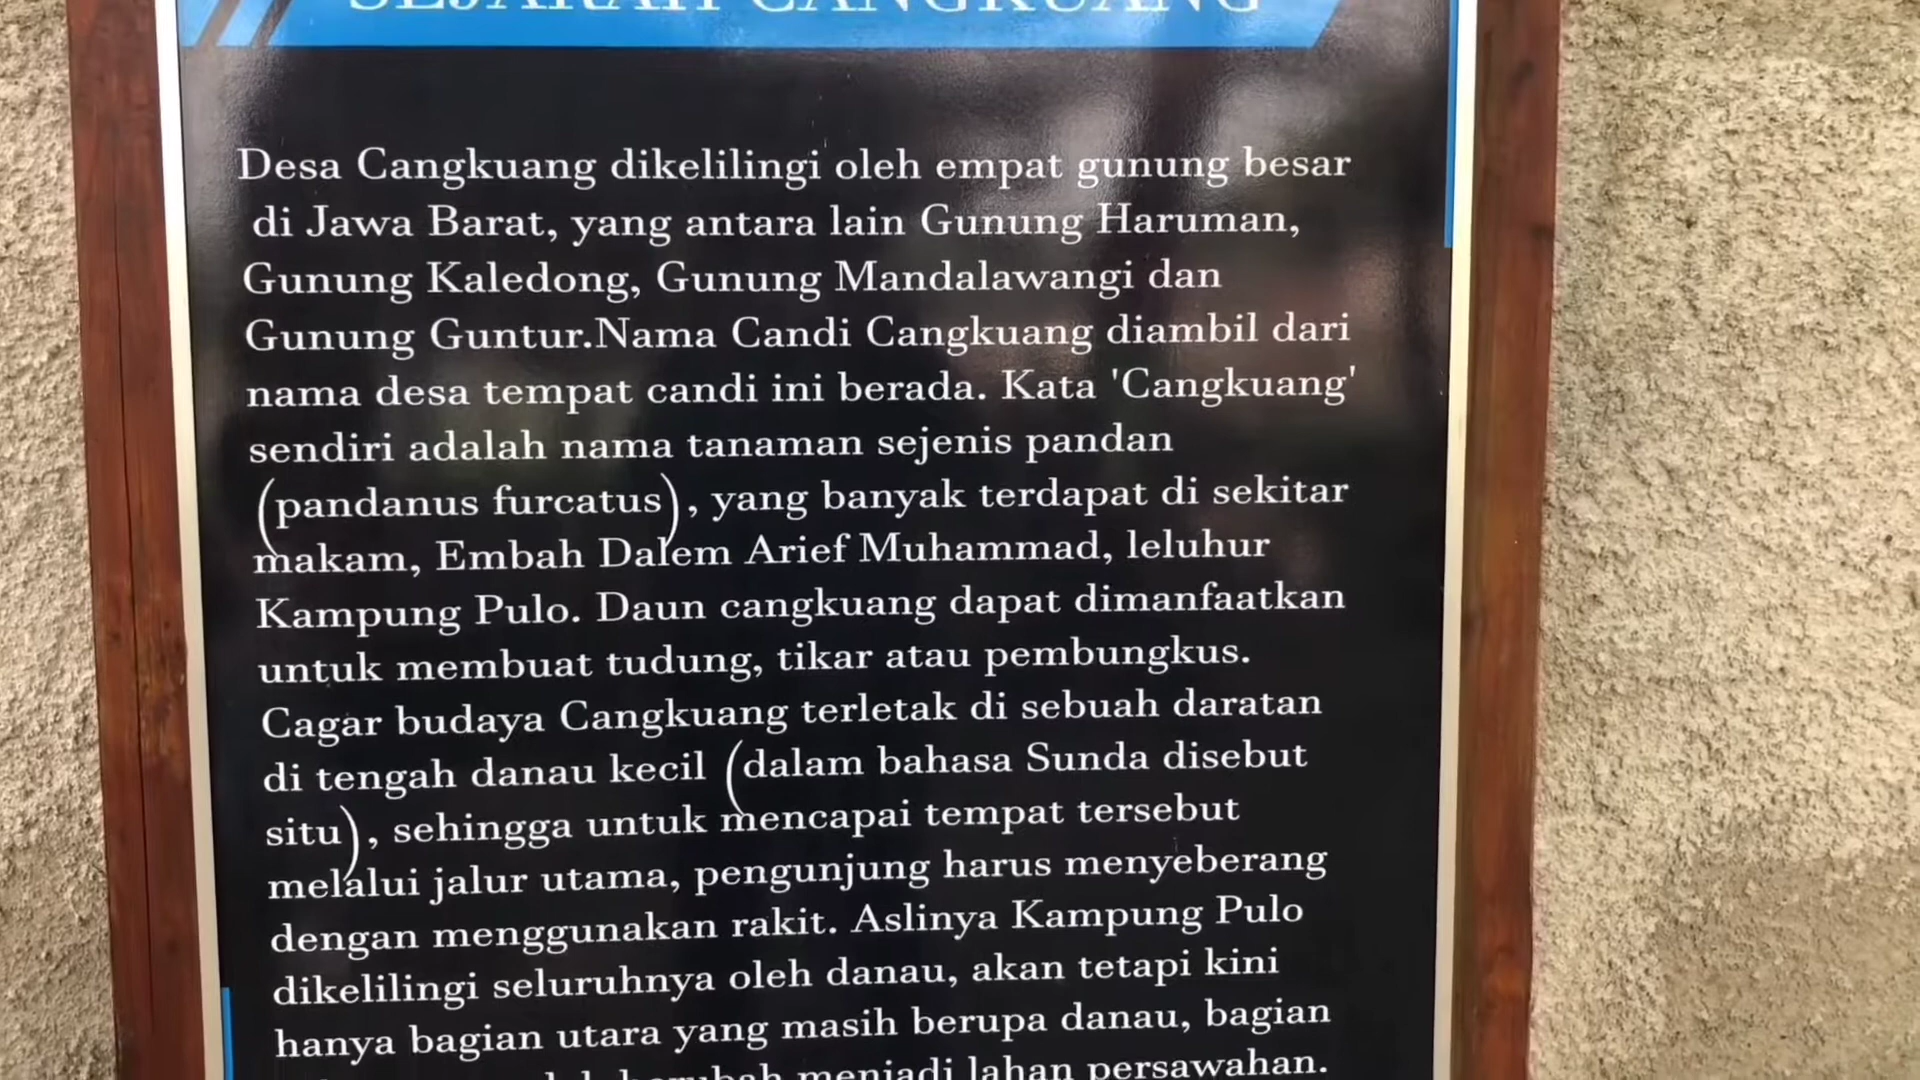 SEJARAH CANGKUANG
Desa Cangkuang dikelilingi oleh empat gunung besar
di Jawa Barat, yang antara lain Gunung Haruman,
Gunung Kaledong, Gunung Mandalawangi dan
Gunung Guntur.Nama Candi Cangkuang diambil dari
nama desa tempat candi ini berada. Kata 'Cangkuang'
sendiri adalah nama tanaman sejenis pandan
(pandanus furcatus), yang banyak terdapat di sekitar
makam, Embah Dalem Arief Muhammad, leluhur
Kampung Pulo. Daun cangkuang dapat dimanfaatkan
untuk membuat tudung, tikar atau pembungkus.
Cagar budaya Cangkuang terletak di sebuah daratan
di tengah danau kecil (dalam bahasa Sunda disebut
situ), sehingga untuk mencapai tempat tersebut
melalui jalur utama, pengunjung harus menyeberang
dengan menggunakan rakit. Aslinya Kampung Pulo
dikelilingi seluruhnya oleh danau, akan tetapi kini
hanya bagian utara yang masih berupa danau, bagian
berubah menjadi lahan persawahan.